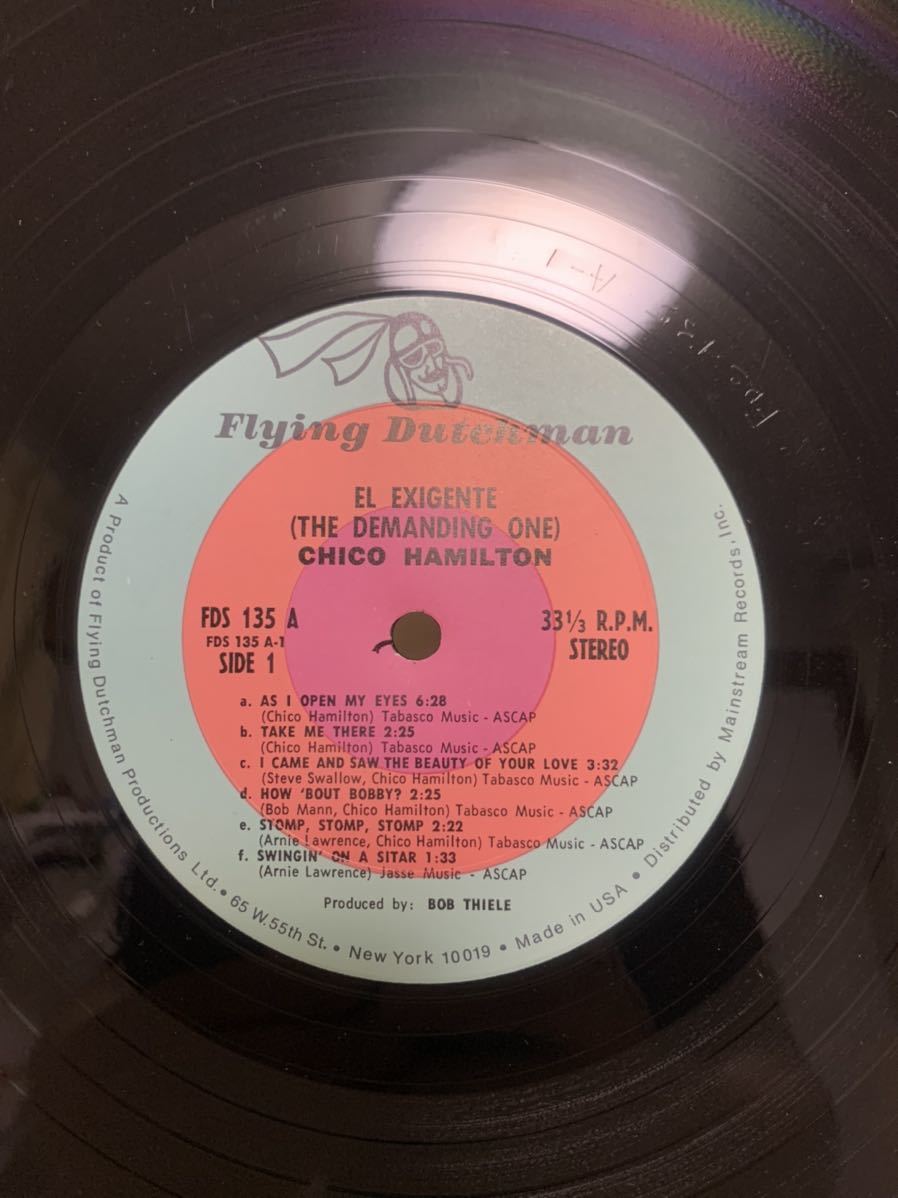 Flying Dutchman
EL EXIGENTE
(THE DEMANDING ONE)
CHICO HAMILTON
FDS 135 A
FDS 135 A-1
SIDE 1
33 1/3 R.P.M.
STEREO
a. AS I OPEN MY EYES 6:28
(Chico Hamilton) Tabasco Music - ASCAP
b. TAKE ME THERE 2:25
(Chico Hamilton) Tabasco Music - ASCAP
c. I CAME AND SAW THE BEAUTY OF YOUR LOVE 3:32
(Steve Swallow, Chico Hamilton) Tabasco Music - ASCAP
d. HOW 'BOUT BOBBY? 2:25
(Bob Mann, Chico Hamilton) Tabasco Music - ASCAP
e. STOMP, STOMP, STOMP 2:22
(Arnie Lawrence, Chico Hamilton) Tabasco Music - ASCAP
f. SWINGIN' ON A SITAR 1:33
(Arnie Lawrence) Jasse Music - ASCAP
Produced by: BOB THIELE
A Product of Flying Dutchman Productions Ltd. • 65 W. 55th St. • New York 10019 • Made in USA • Distributed by Mainstream Records, Inc.
A-1